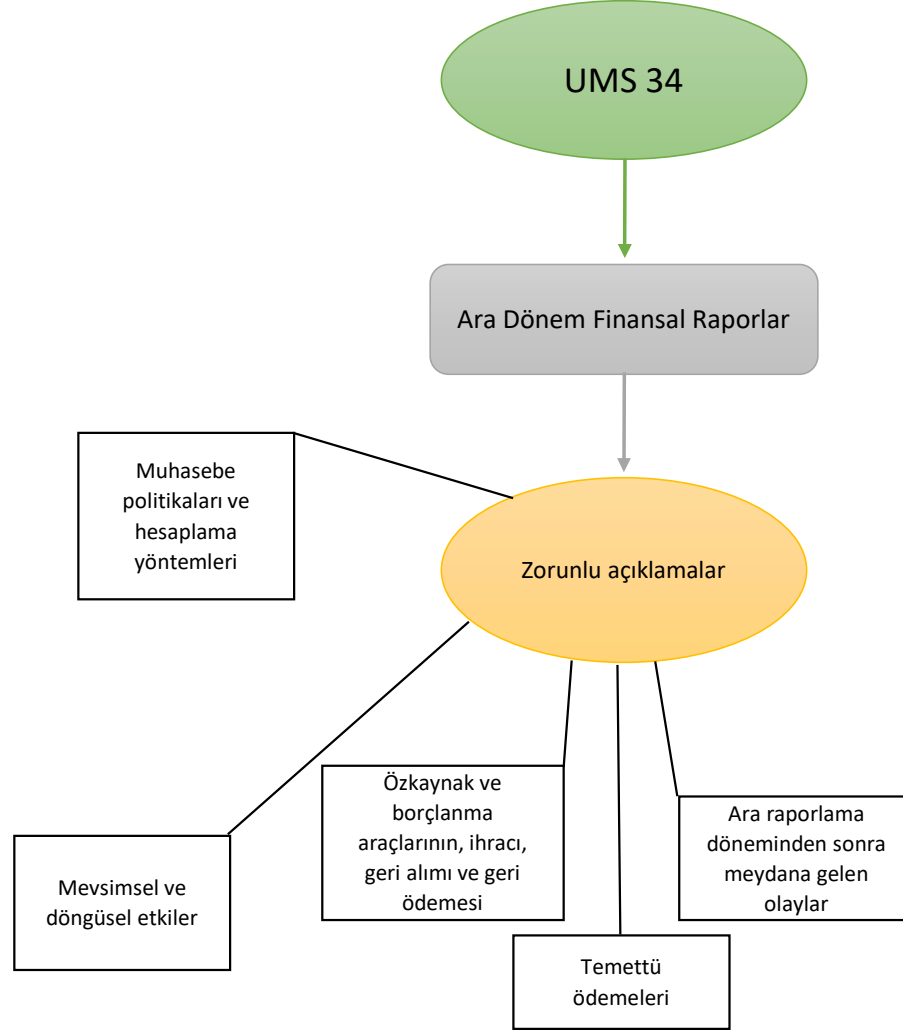 UMS 34
Ara Dönem Finansal Raporlar
Muhasebe
politikaları ve
hesaplama
yöntemleri
Zorunlu açıklamalar
Mevsimsel ve
döngüsel etkiler
Özkaynak ve
borçlanma
araçlarının, ihracı,
geri alımı ve geri
ödemesi
Temettü
ödemeleri
Ara raporlama
döneminden sonra
meydana gelen
olaylar